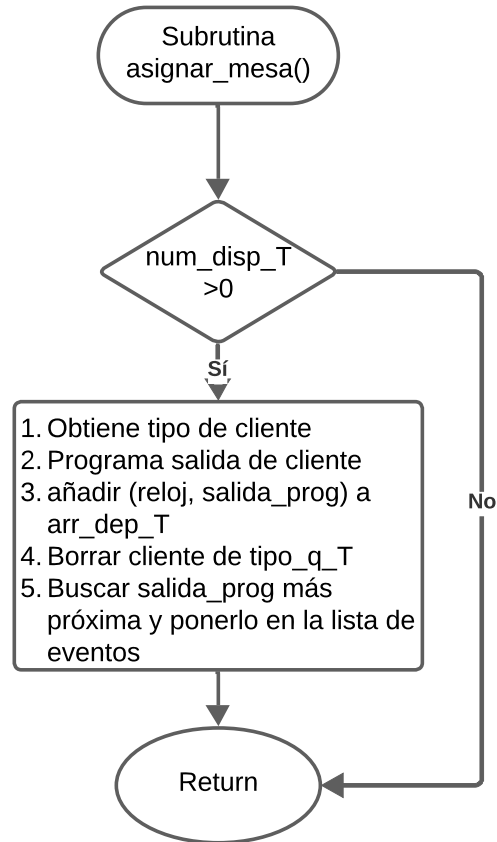 Subrutina
asignar_mesa()
num_disp_T
>0
Sí
1. Obtiene tipo de cliente
2. Programa salida de cliente
3. añadir (reloj, salida_prog) a
arr_dep_T
4. Borrar cliente de tipo_q_T
5. Buscar salida_prog más
próxima y ponerlo en la lista de
eventos
No
Return